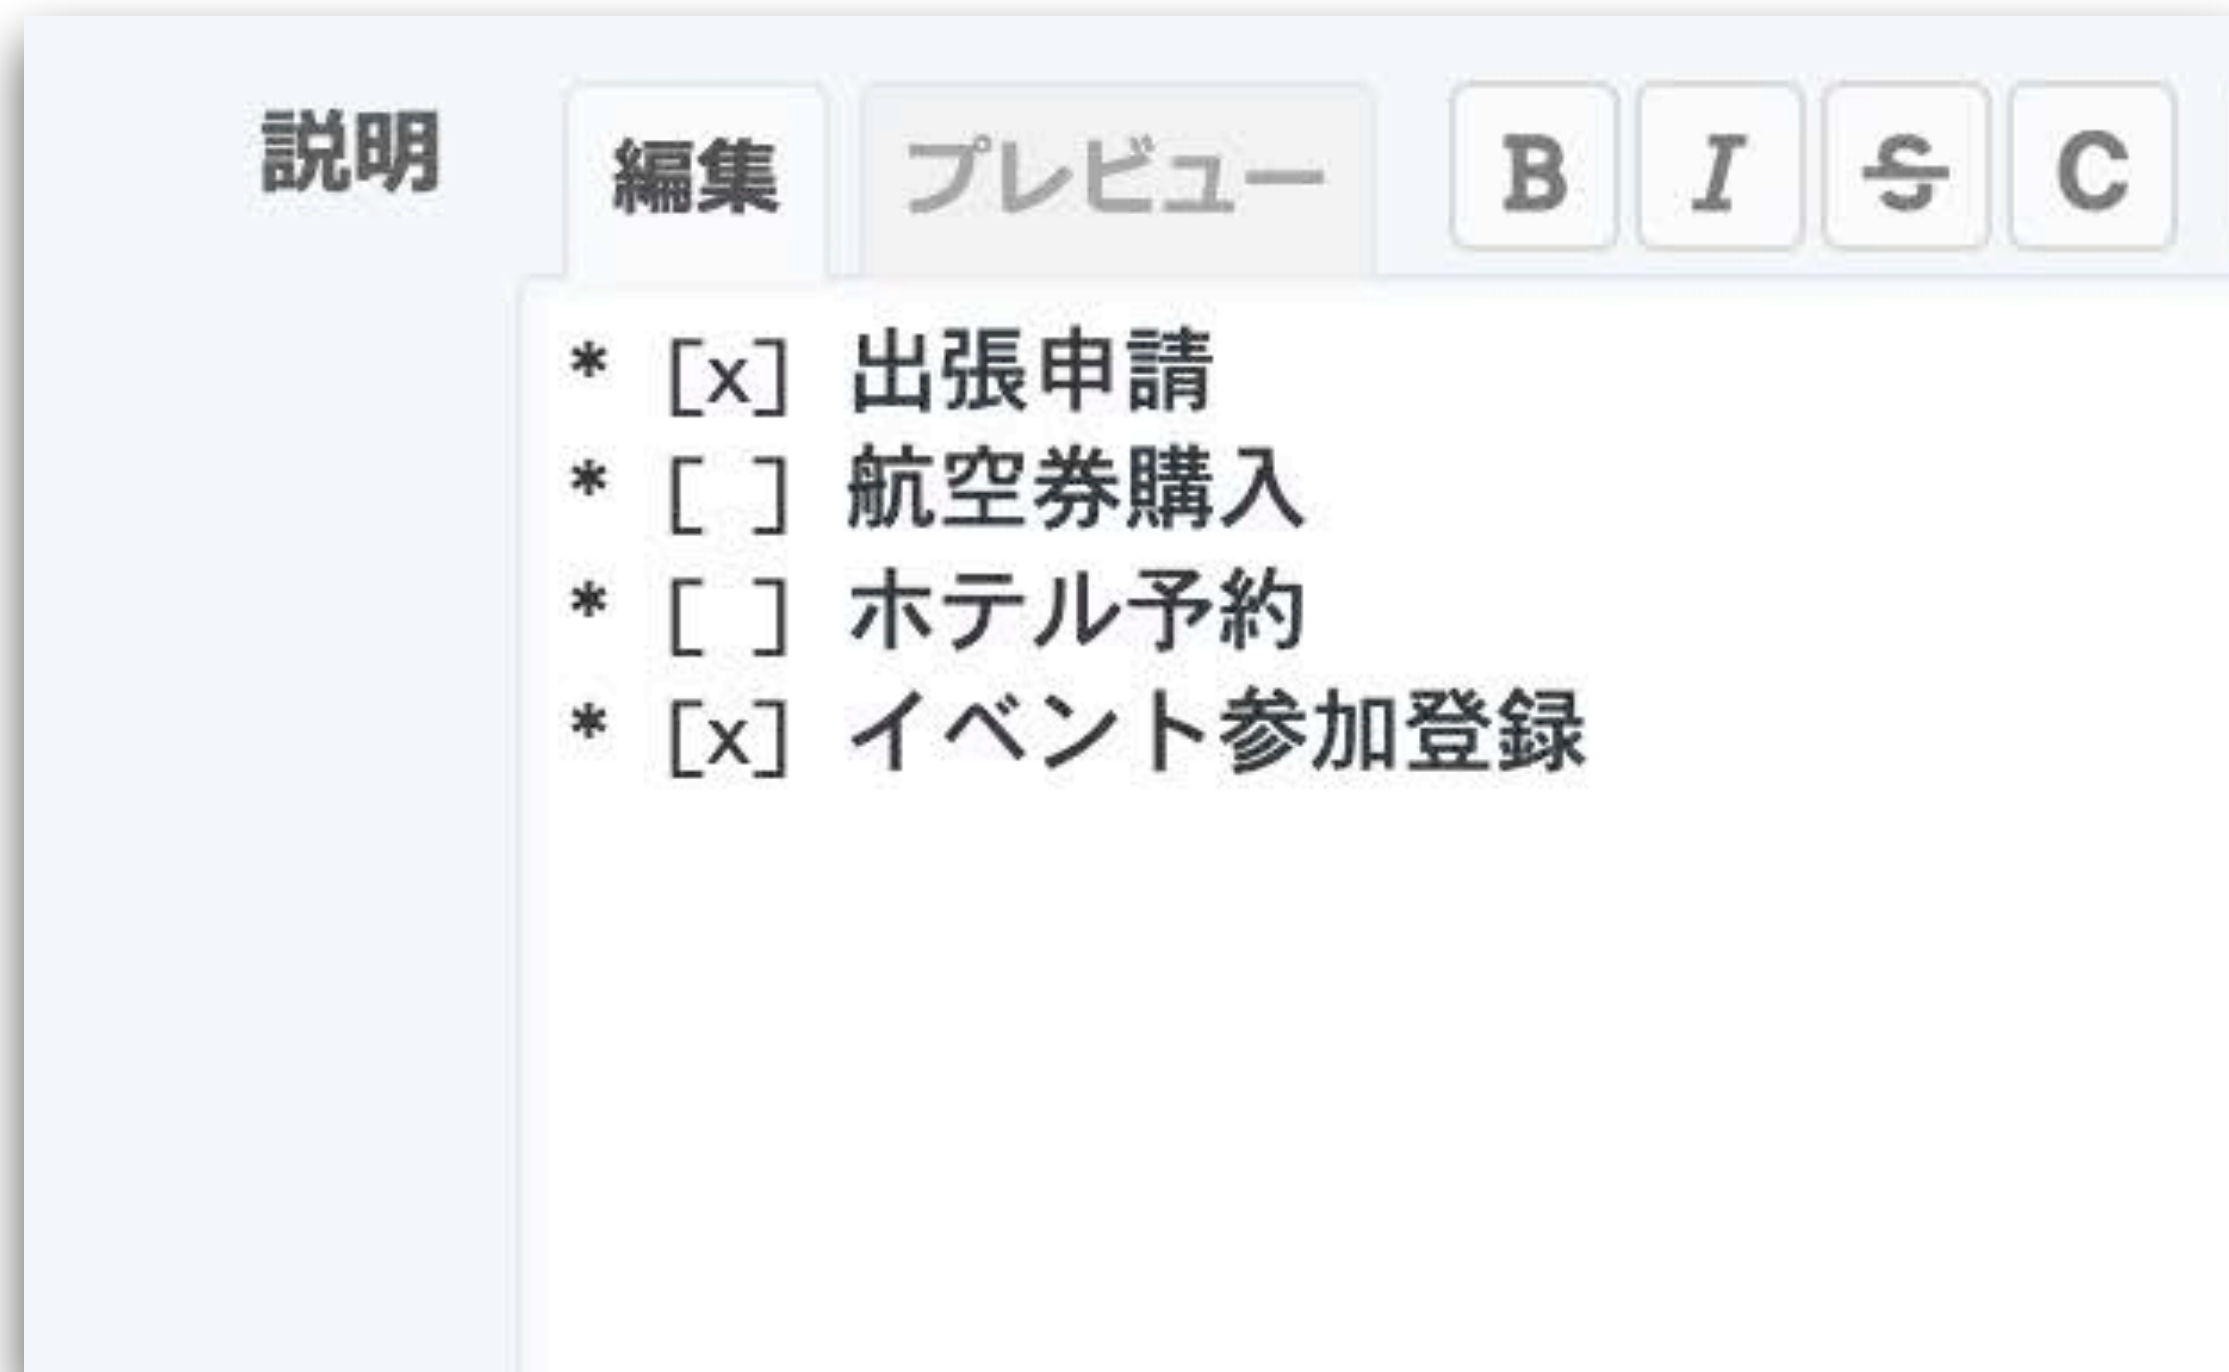 説明 編集 プレビュー B I S C
* [x] 出張申請
* [ ] 航空券購入
* [ ] ホテル予約
* [x] イベント参加登録